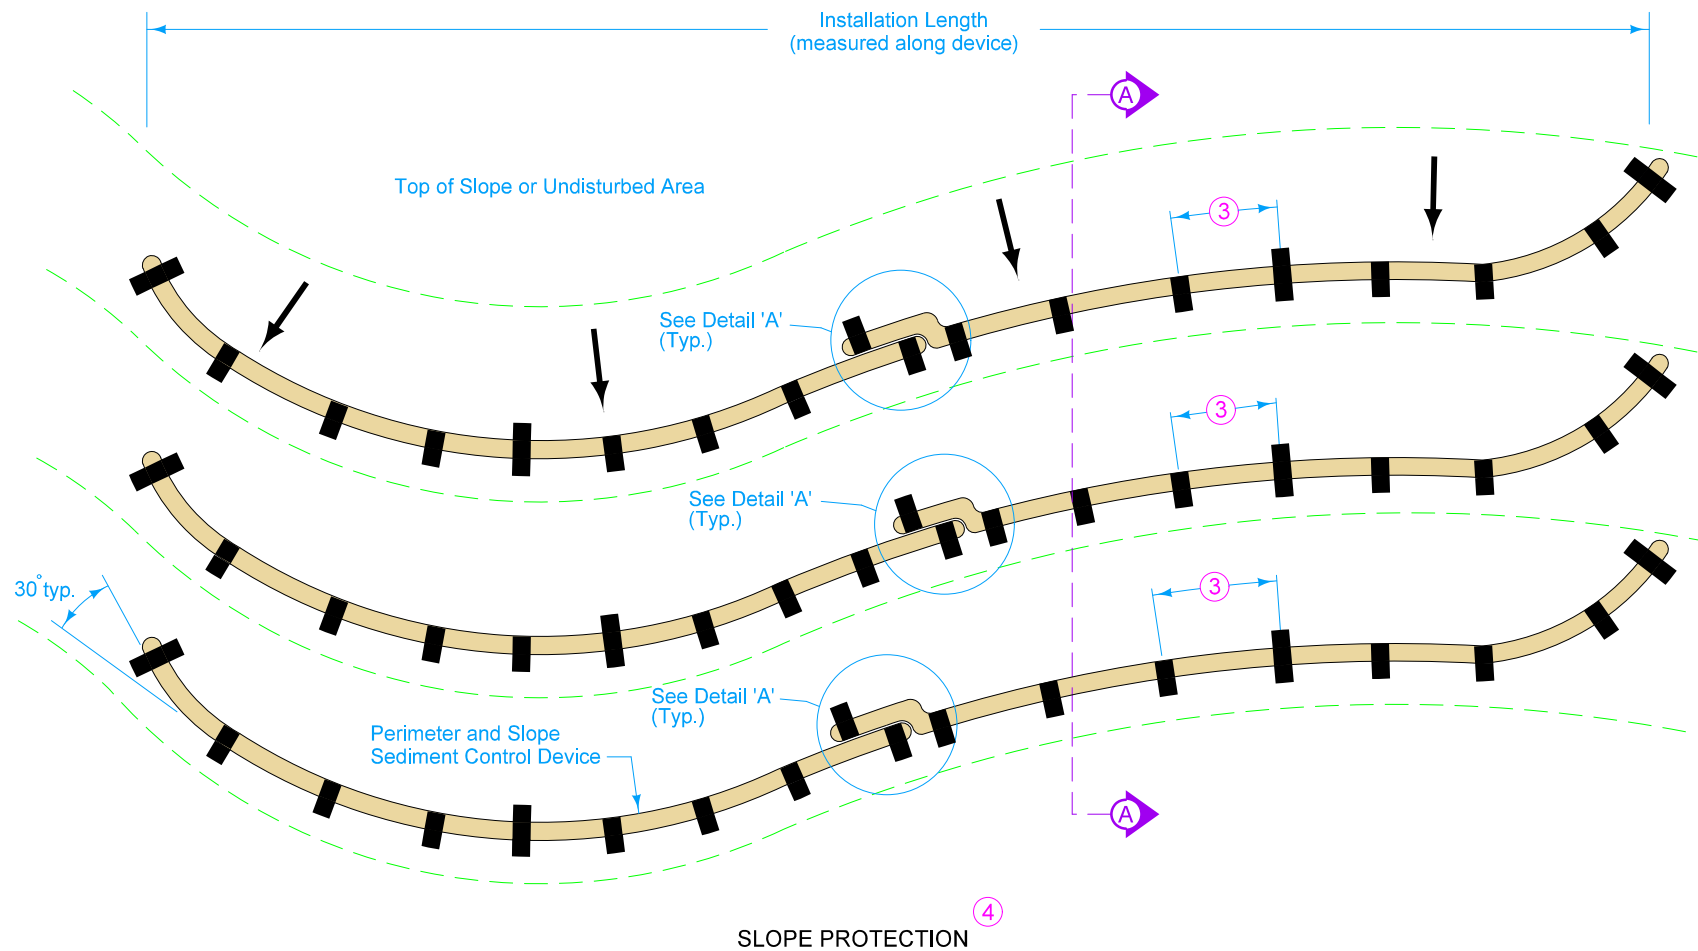 Installation Length
(measured along device)
A
Top of Slope or Undisturbed Area
3
See Detail 'A'
(Typ.)
3
See Detail 'A'
(Typ.)
30° typ.
3
See Detail 'A'
(Typ.)
Perimeter and Slope
Sediment Control Device
A
4
SLOPE PROTECTION